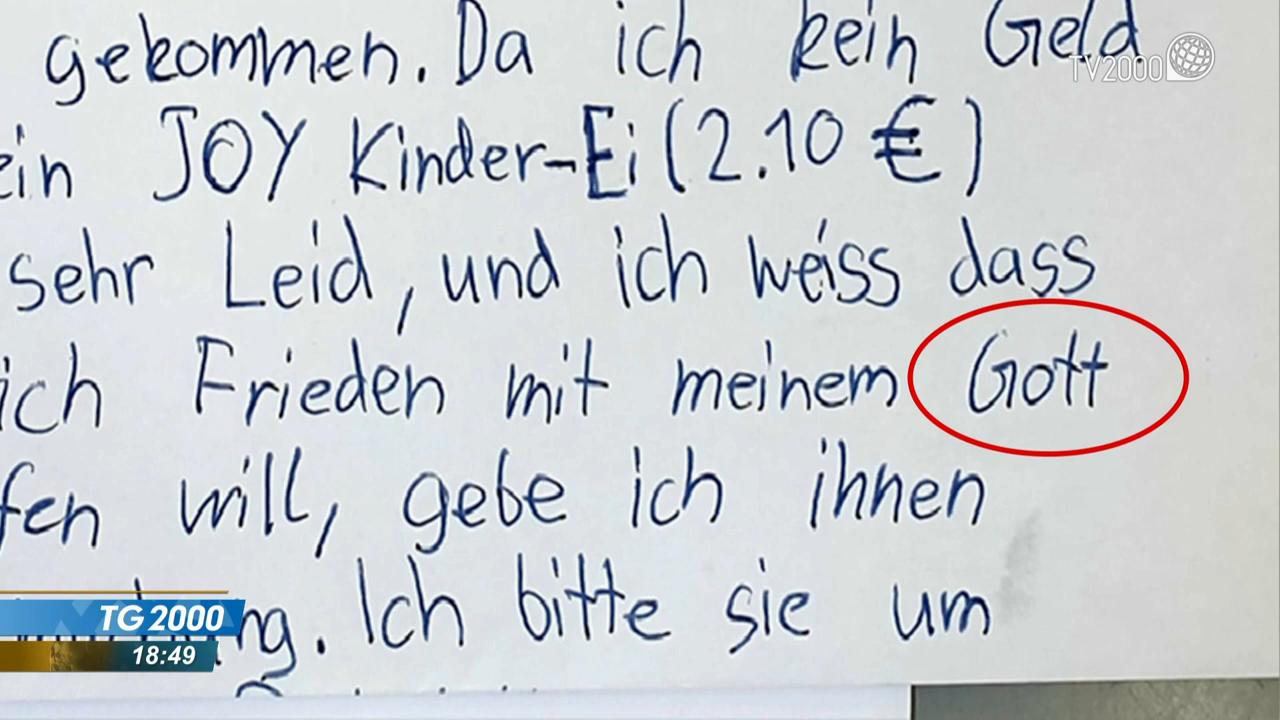 gekommen. Da ich kein Geld
TV2000
ein JOY Kinder-Ei (2.10 €)
sehr Leid, und ich weiss dass
ich Frieden mit meinem Gott
fen will, gebe ich ihnen
Ich bitte sie um
TG 2000
18:49